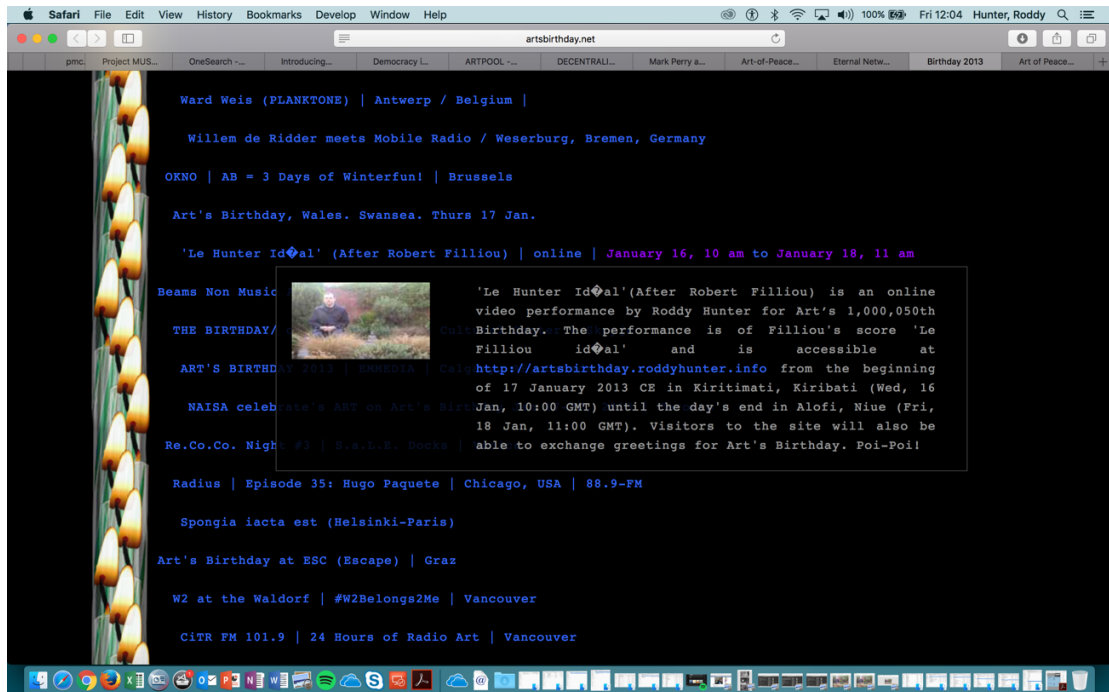 Safari File Edit View History Bookmarks Develop Window Help 100% Fri 12:04 Hunter, Roddy
artsbirthday.net
pmc. Project MUS... OneSearch -... Introducing... Democracy i... ARTPOOL -... DECENTRALI... Mark Perry a... Art-of-Peace... Eternal Netw... Birthday 2013 Art of Peace...
Ward Weis (PLANKTONE) | Antwerp / Belgium |
Willem de Ridder meets Mobile Radio / Weserburg, Bremen, Germany
OKNO | AB = 3 Days of Winterfun! | Brussels
Art's Birthday, Wales. Swansea. Thurs 17 Jan.
'Le Hunter Id�al' (After Robert Filliou) | online | January 16, 10 am to January 18, 11 am
Beams Non Music
THE BIRTHDAY/
ART'S BIRTHDAY 2013 | EMMEDIA |
NAISA celebrate's ART on Art's
Re.Co.Co. Night #3 | S.a.L.E. Docks |
'Le Hunter Id�al'(After Robert Filliou) is an online
video performance by Roddy Hunter for Art’s 1,000,050th
Birthday. The performance is of Filliou's score 'Le
Filliou id�al' and is accessible at
http://artsbirthday.roddyhunter.info from the beginning
of 17 January 2013 CE in Kiritimati, Kiribati (Wed, 16
Jan, 10:00 GMT) until the day's end in Alofi, Niue (Fri,
18 Jan, 11:00 GMT). Visitors to the site will also be
able to exchange greetings for Art's Birthday. Poi-Poi!
Radius | Episode 35: Hugo Paquete | Chicago, USA | 88.9-FM
Spongia iacta est (Helsinki-Paris)
Art's Birthday at ESC (Escape) | Graz
W2 at the Waldorf | #W2Belongs2Me | Vancouver
CiTR FM 101.9 | 24 Hours of Radio Art | Vancouver